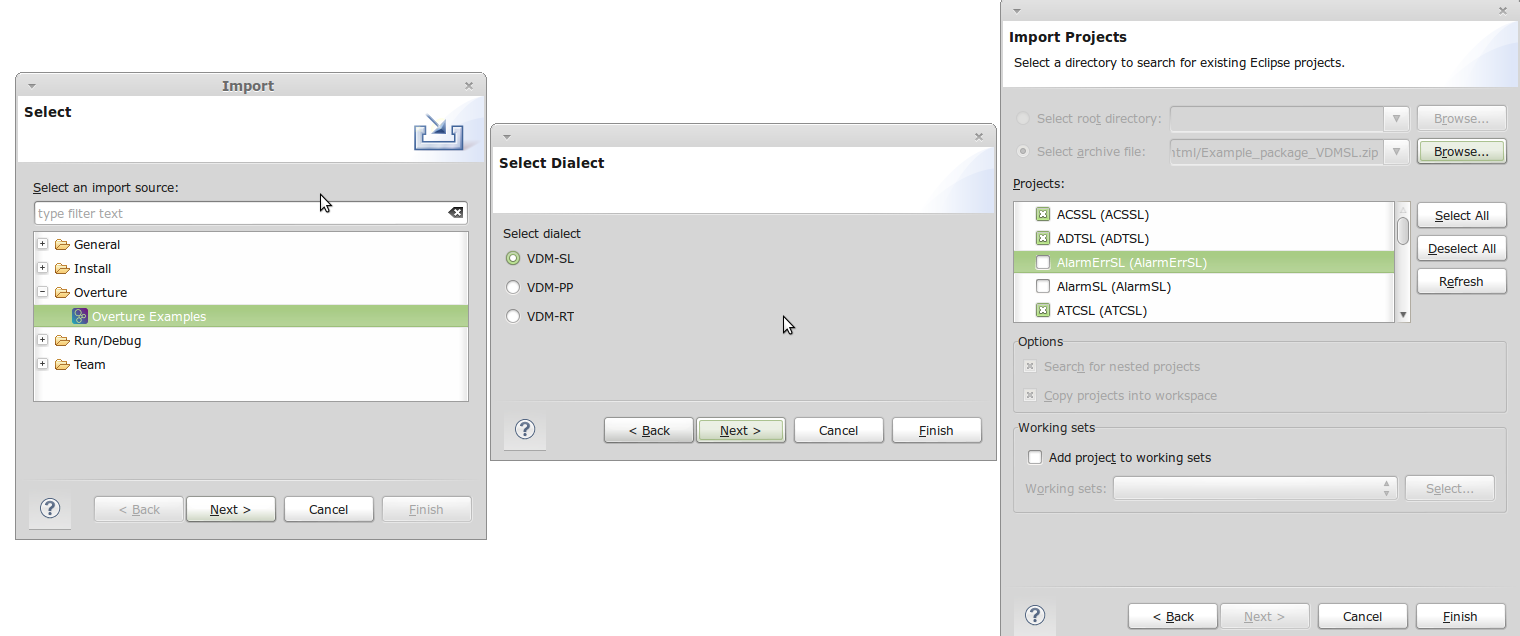 Import
Select
Select an import source:
type filter text
General
Install
Overture
Overture Examples
Run/Debug
Team
< Back
Next >
Cancel
Finish
Select Dialect
Select dialect
VDM-SL
VDM-PP
VDM-RT
< Back
Next >
Cancel
Finish
Import Projects
Select a directory to search for existing Eclipse projects.
Select root directory:
Browse...
Select archive file:
html/Example_package_VDMSL.zip
Browse...
Projects:
ACSSL (ACSSL)
ADTSL (ADTSL)
AlarmErrSL (AlarmErrSL)
AlarmSL (AlarmSL)
ATCSL (ATCSL)
Select All
Deselect All
Refresh
Options
Search for nested projects
Copy projects into workspace
Working sets
Add project to working sets
Working sets:
Select...
< Back
Next >
Cancel
Finish